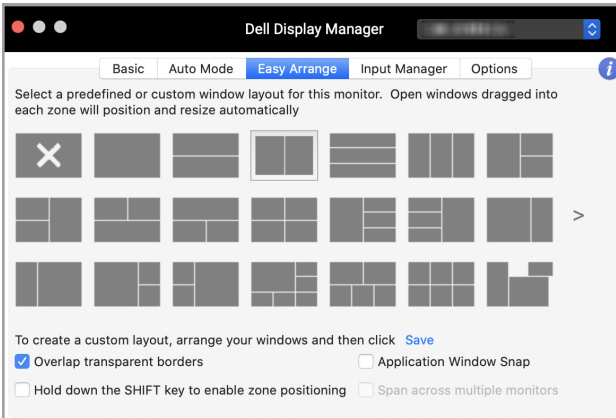 Dell Display Manager
Basic Auto Mode Easy Arrange Input Manager Options
i
Select a predefined or custom window layout for this monitor.  Open windows dragged into
each zone will position and resize automatically
>
To create a custom layout, arrange your windows and then click Save
Overlap transparent borders
Application Window Snap
Hold down the SHIFT key to enable zone positioning
Span across multiple monitors